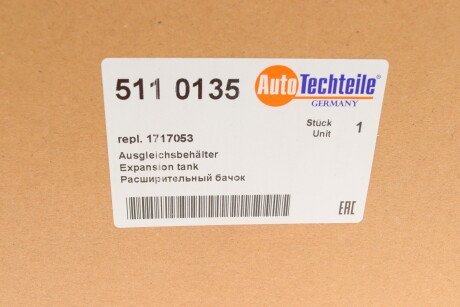 511 0135
AutoTechteile®
GERMANY
Stück
Unit 1
repl. 1717053
Ausgleichsbehälter
Expansion tank
Расширительный бачок
EAC